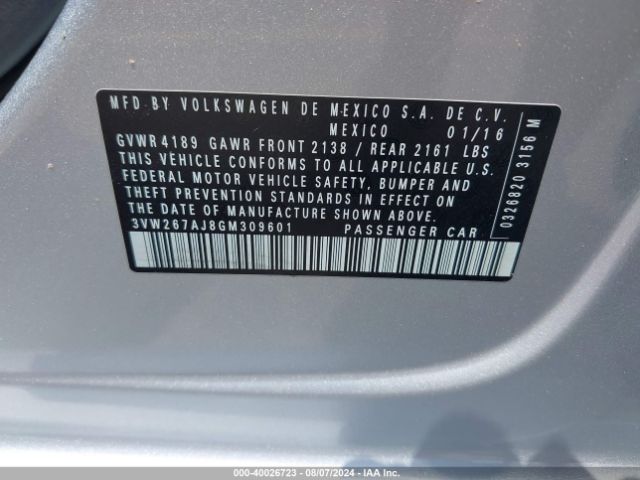 MFD BY VOLKSWAGEN DE MEXICO S.A. DE C.V.
MEXICO 01/16
GVWR 4189 GAWR FRONT 2138 / REAR 2161 LBS
THIS VEHICLE CONFORMS TO ALL APPLICABLE U.S.
FEDERAL MOTOR VEHICLE SAFETY, BUMPER AND
THEFT PREVENTION STANDARDS IN EFFECT ON
THE DATE OF MANUFACTURE SHOWN ABOVE.
3VW267AJ8GM309601 PASSENGER CAR
0326820 3156 M
000-40026723 - 08/07/2024 - IAA Inc.